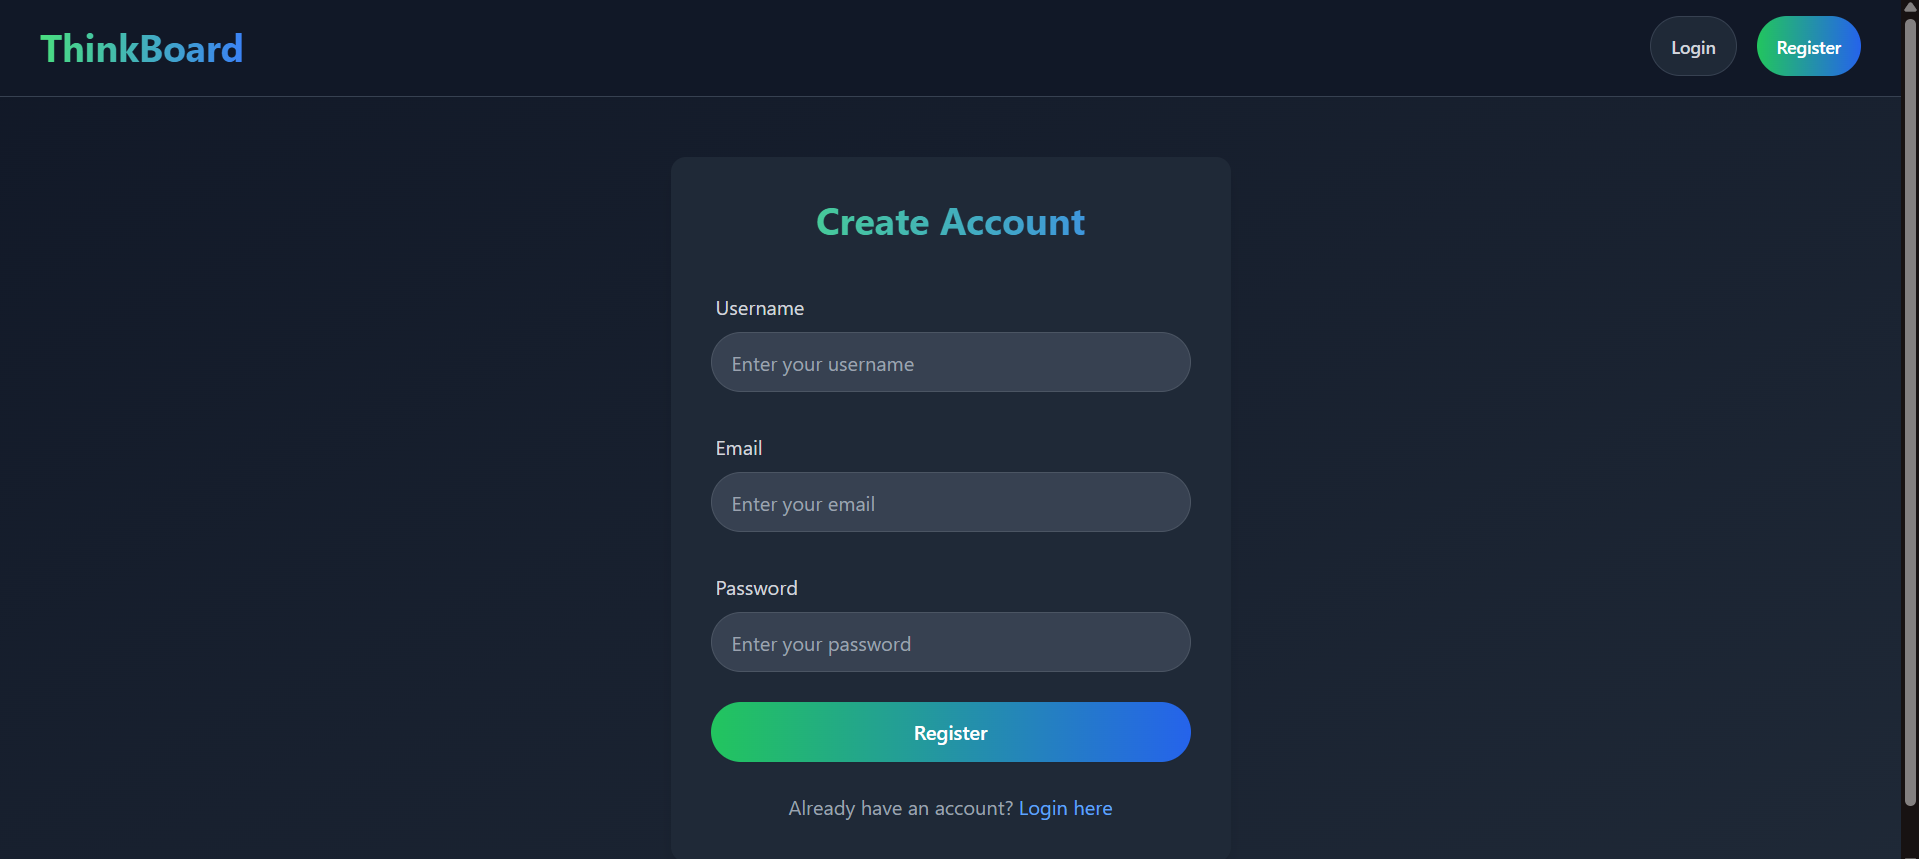 ThinkBoard
Login
Register
Create Account
Username
Enter your username
Email
Enter your email
Password
Enter your password
Register
Already have an account? Login here